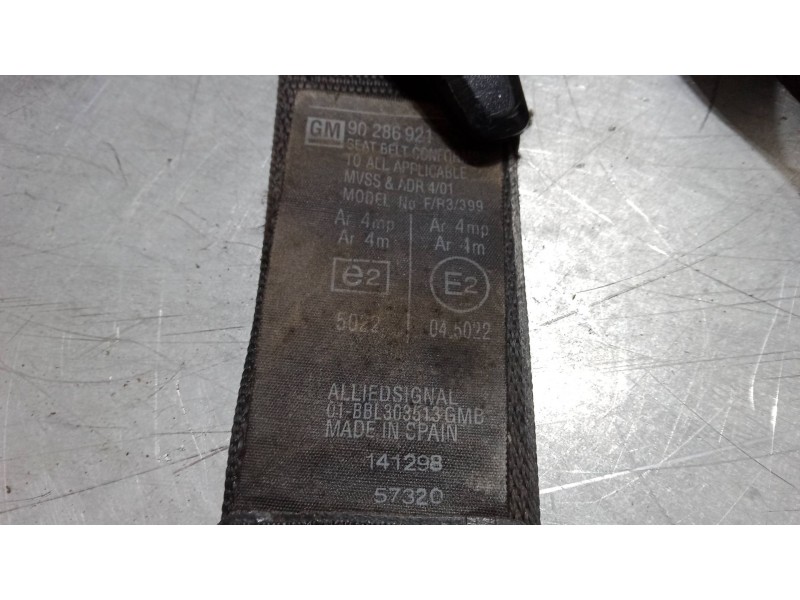 GM 90 286 921
SEAT BELT CONFOR
TO ALL APPLICABLE
MVSS & ADR 4/01
MODEL No F/R3/399
Ar 4mp Ar 4mp
Ar 4m Ar 4m
e2 E2
5022 04.5022
ALLIEDSIGNAL
01-BBL303513 GMB
MADE IN SPAIN
141298
57320